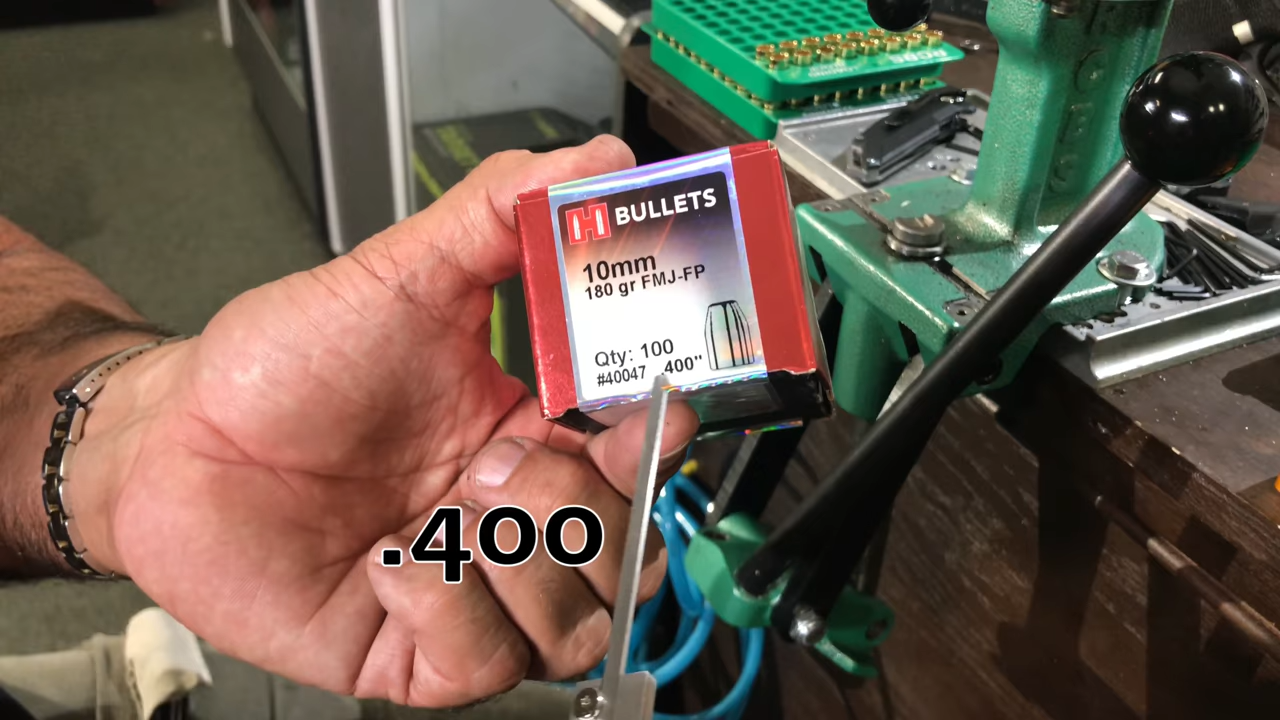 H BULLETS
10mm
180 gr FMJ-FP
Qty: 100
#40047 .400"
.400